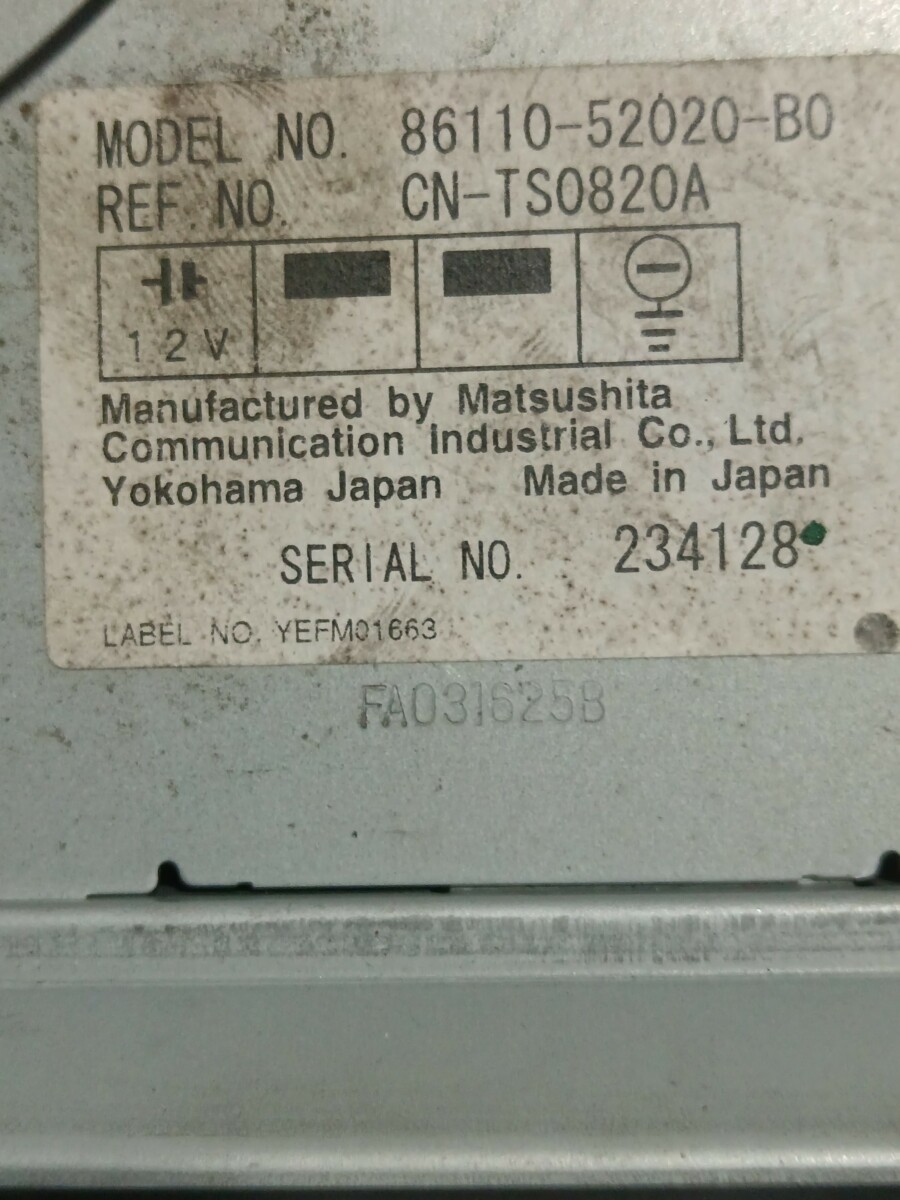 MODEL NO. 86110-52020-B0
REF. NO. CN-TS0820A
12V
Manufactured by Matsushita
Communication Industrial Co., Ltd.
Yokohama Japan Made in Japan
SERIAL NO. 234128
LABEL NO. YEFM01663
FA031625B